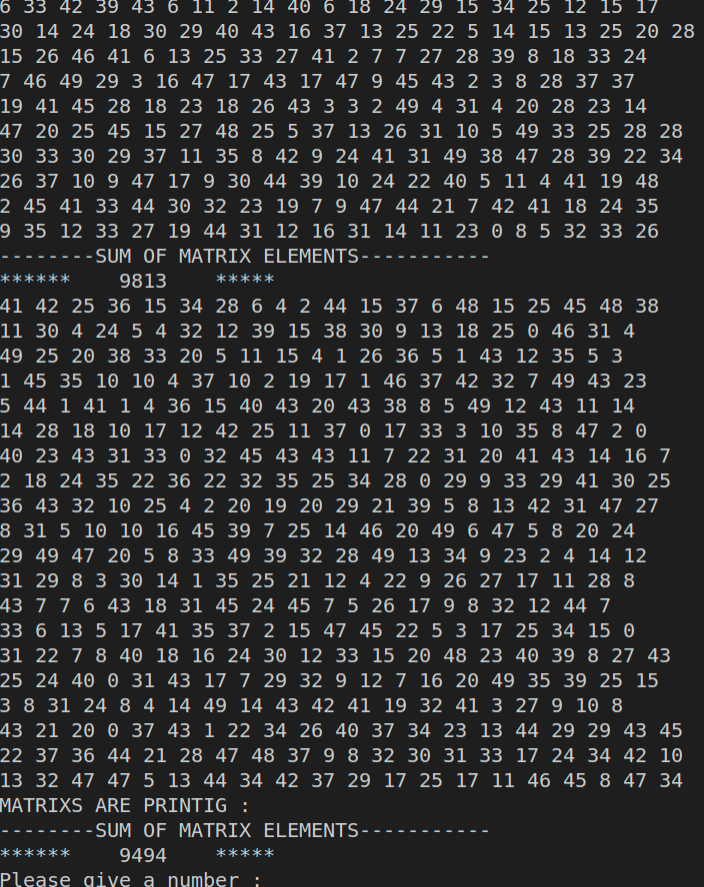 6 33 42 39 43 6 11 2 14 40 6 18 24 29 15 34 25 12 15 17
30 14 24 18 30 29 40 43 16 37 13 25 22 5 14 15 13 25 20 28
15 26 46 41 6 13 25 33 27 41 2 7 7 27 28 39 8 18 33 24
7 46 49 29 3 16 47 17 43 17 47 9 45 43 2 3 8 28 37 37
19 41 45 28 18 23 18 26 43 3 3 2 49 4 31 4 20 28 23 14
47 20 25 45 15 27 48 25 5 37 13 26 31 10 5 49 33 25 28 28
30 33 30 29 37 11 35 8 42 9 24 41 31 49 38 47 28 39 22 34
26 37 10 9 47 17 9 30 44 39 10 24 22 40 5 11 4 41 19 48
2 45 41 33 44 30 32 23 19 7 9 47 44 21 7 42 41 18 24 35
9 35 12 33 27 19 44 31 12 16 31 14 11 23 0 8 5 32 33 26
--------SUM OF MATRIX ELEMENTS-----------
******    9813    *****
41 42 25 36 15 34 28 6 4 2 44 15 37 6 48 15 25 45 48 38
11 30 4 24 5 4 32 12 39 15 38 30 9 13 18 25 0 46 31 4
49 25 20 38 33 20 5 11 15 4 1 26 36 5 1 43 12 35 5 3
1 45 35 10 10 4 37 10 2 19 17 1 46 37 42 32 7 49 43 23
5 44 1 41 1 4 36 15 40 43 20 43 38 8 5 49 12 43 11 14
14 28 18 10 17 12 42 25 11 37 0 17 33 3 10 35 8 47 2 0
40 23 43 31 33 0 32 45 43 43 11 7 22 31 20 41 43 14 16 7
2 18 24 35 22 36 22 32 35 25 34 28 0 29 9 33 29 41 30 25
36 43 32 10 25 4 2 20 19 20 29 21 39 5 8 13 42 31 47 27
8 31 5 10 10 16 45 39 7 25 14 46 20 49 6 47 5 8 20 24
29 49 47 20 5 8 33 49 39 32 28 49 13 34 9 23 2 4 14 12
31 29 8 3 30 14 1 35 25 21 12 4 22 9 26 27 17 11 28 8
43 7 7 6 43 18 31 45 24 45 7 5 26 17 9 8 32 12 44 7
33 6 13 5 17 41 35 37 2 15 47 45 22 5 3 17 25 34 15 0
31 22 7 8 40 18 16 24 30 12 33 15 20 48 23 40 39 8 27 43
25 24 40 0 31 43 17 7 29 32 9 12 7 16 20 49 35 39 25 15
3 8 31 24 8 4 14 49 14 43 42 41 19 32 41 3 27 9 10 8
43 21 20 0 37 43 1 22 34 26 40 37 34 23 13 44 29 29 43 45
22 37 36 44 21 28 47 48 37 9 8 32 30 31 33 17 24 34 42 10
13 32 47 47 5 13 44 34 42 37 29 17 25 17 11 46 45 8 47 34
MATRIXS ARE PRINTIG :
--------SUM OF MATRIX ELEMENTS-----------
******    9494    *****
Please give a number :